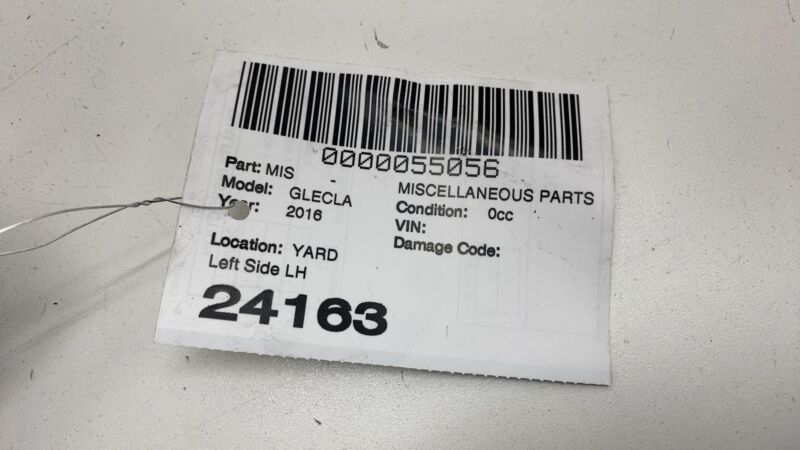 0000055056
Part: MIS - MISCELLANEOUS PARTS
Model: GLECLA Condition: 0cc
Year: 2016 VIN:
Location: YARD Damage Code:
Left Side LH
24163